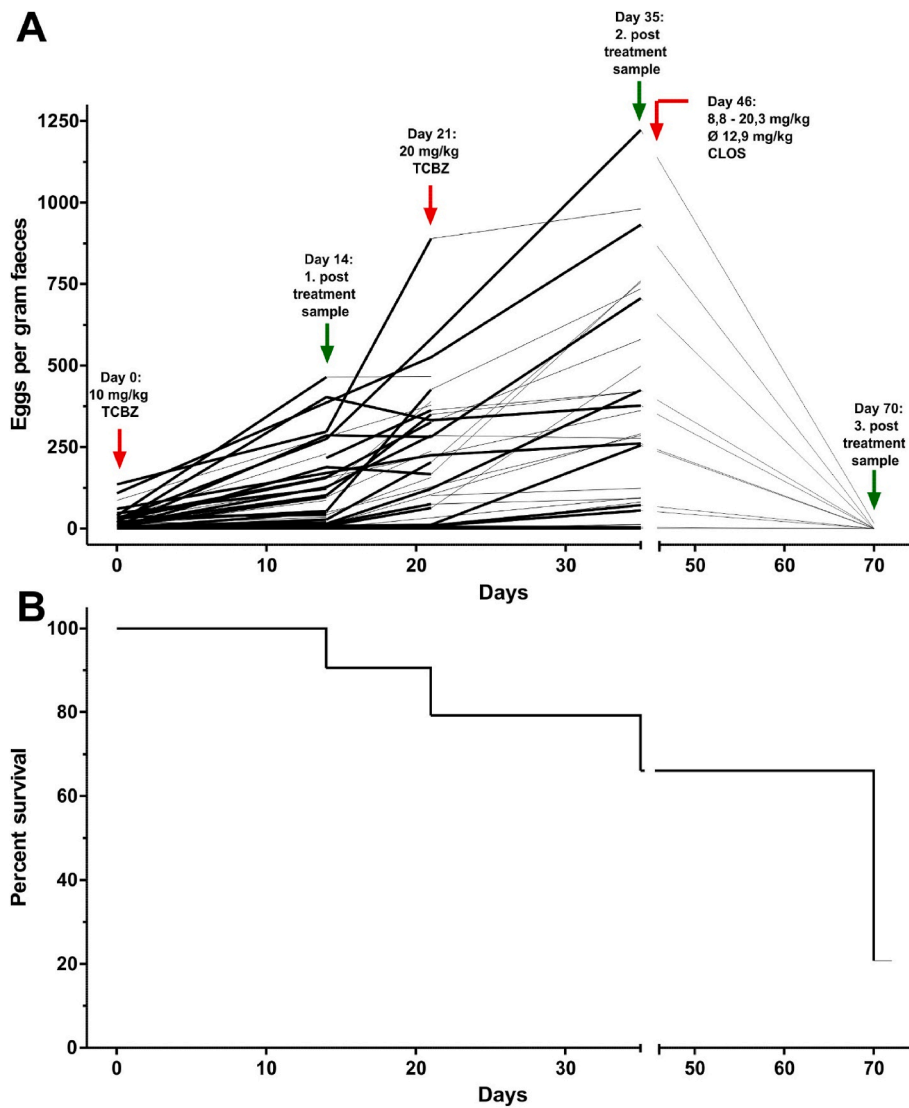 A
Day 35:
2. post
treatment
sample
Day 46:
8,8 - 20,3 mg/kg
Ø 12,9 mg/kg
CLOS
Day 21:
20 mg/kg
TCBZ
Day 14:
1. post
treatment
sample
Day 0:
10 mg/kg
TCBZ
Day 70:
3. post
treatment
sample
Eggs per gram faeces
1250
1000
750
500
250
0
0 10 20 30 50 60 70
Days
B
Percent survival
100
80
60
40
20
0
0 10 20 30 50 60 70
Days